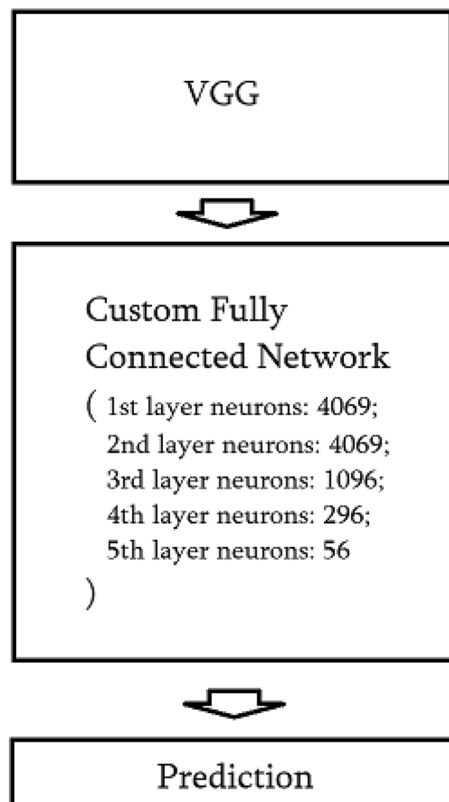 VGG
Custom Fully
Connected Network
( 1st layer neurons: 4069;
2nd layer neurons: 4069;
3rd layer neurons: 1096;
4th layer neurons: 296;
5th layer neurons: 56
)
Prediction